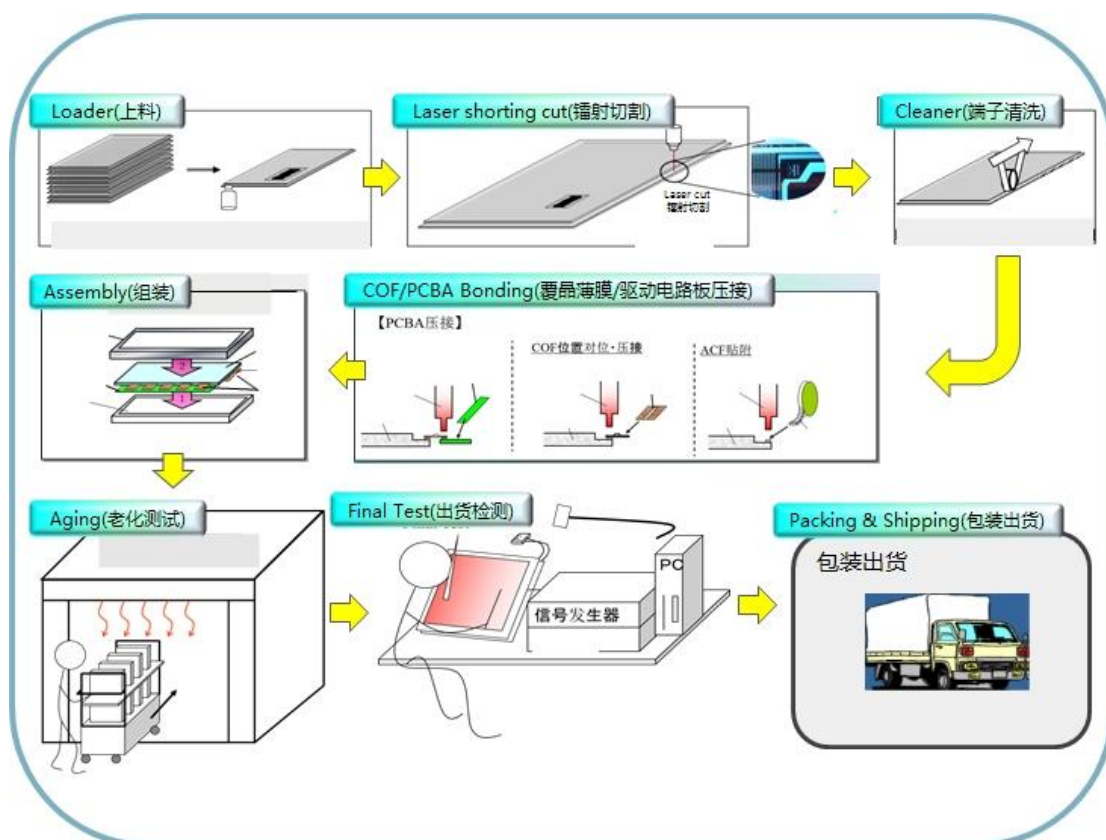 Loader(上料)
Laser shorting cut(镭射切割)
Cleaner(端子清洗)
Laser cut
镭射切割
Assembly(组装)
COF/PCBA Bonding(覆晶薄膜/驱动电路板压接)
【PCBA压接】
COF位置对位·压接
ACF贴附
2
1
Aging(老化测试)
Final Test(出货检测)
PC
信号发生器
Packing & Shipping(包装出货)
包装出货